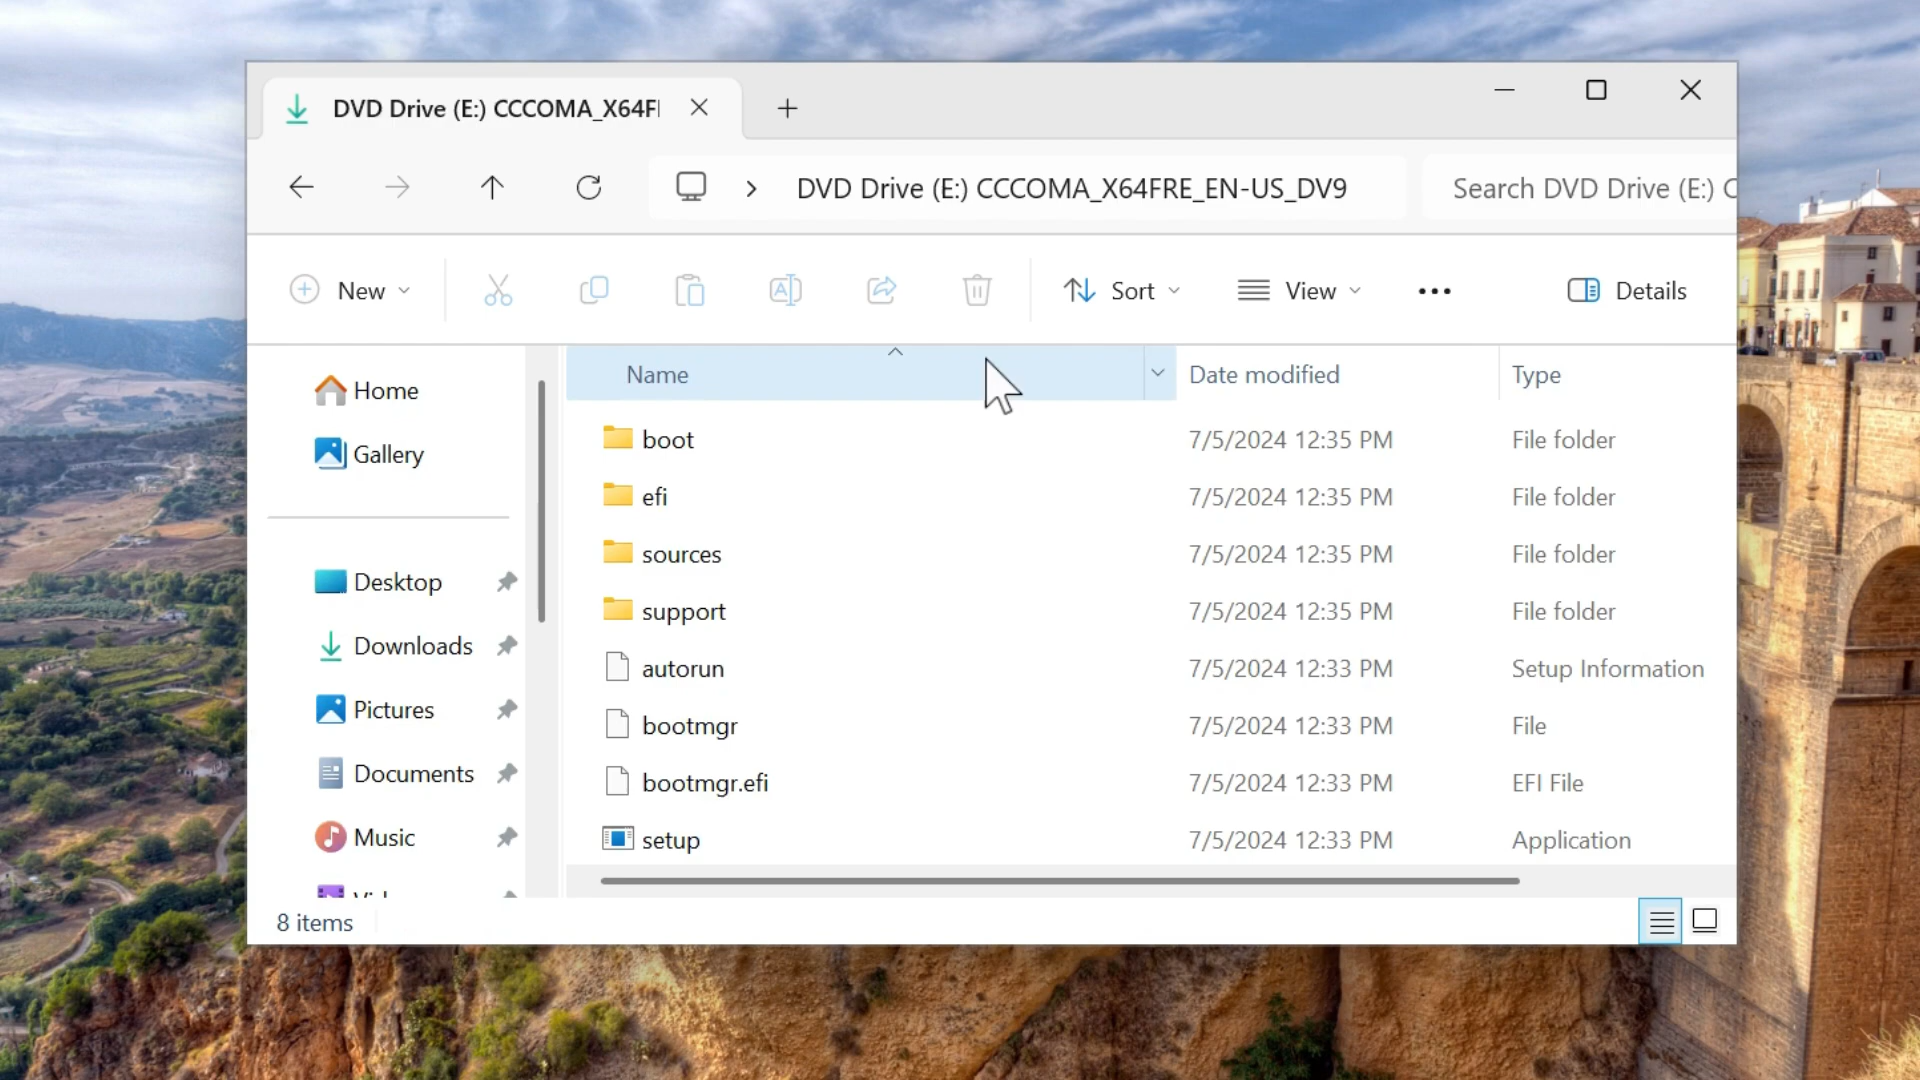 DVD Drive (E:) CCCOMA_X64F
DVD Drive (E:) CCCOMA_X64FRE_EN-US_DV9
Search DVD Drive (E:) C
New
Sort
View
Details
Home
Gallery
Desktop
Downloads
Pictures
Documents
Music
Name Date modified Type
boot 7/5/2024 12:35 PM File folder
efi 7/5/2024 12:35 PM File folder
sources 7/5/2024 12:35 PM File folder
support 7/5/2024 12:35 PM File folder
autorun 7/5/2024 12:33 PM Setup Information
bootmgr 7/5/2024 12:33 PM File
bootmgr.efi 7/5/2024 12:33 PM EFI File
setup 7/5/2024 12:33 PM Application
8 items